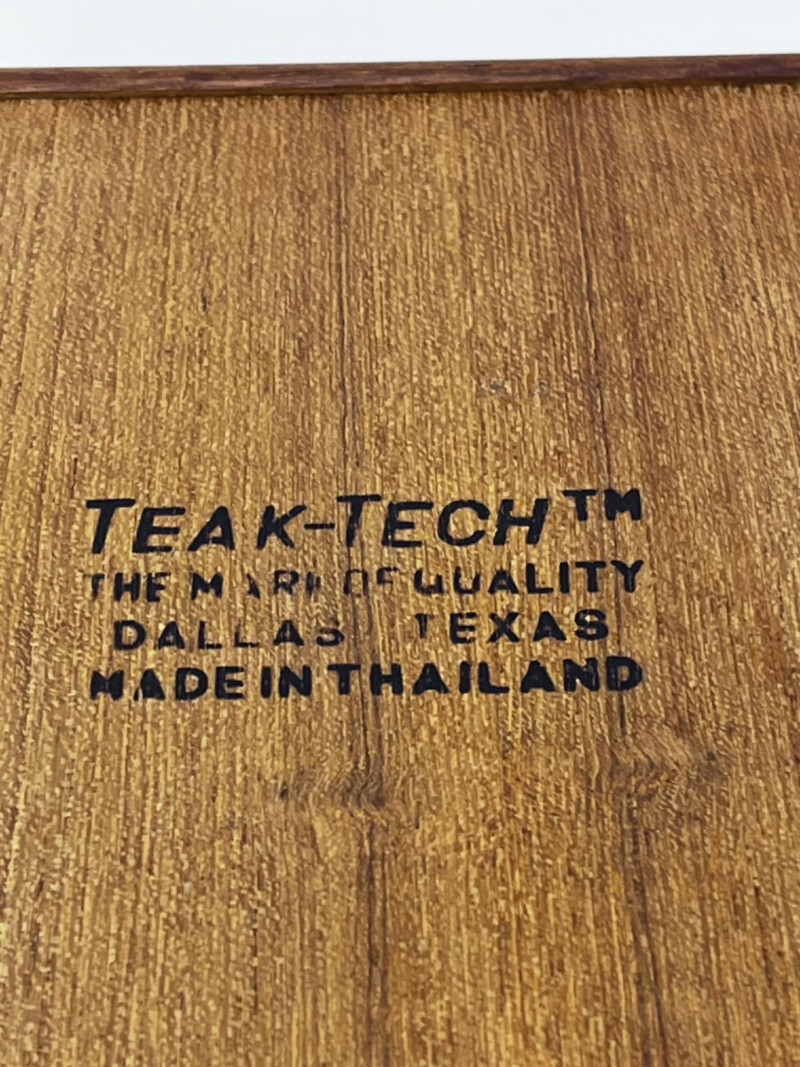 TEAK-TECH™
THE MARK OF QUALITY
DALLAS TEXAS
MADE IN THAILAND